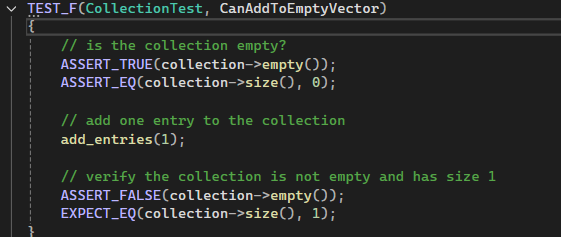 TEST_F(CollectionTest, CanAddToEmptyVector)
{
// is the collection empty?
ASSERT_TRUE(collection->empty());
ASSERT_EQ(collection->size(), 0);
// add one entry to the collection
add_entries(1);
// verify the collection is not empty and has size 1
ASSERT_FALSE(collection->empty());
EXPECT_EQ(collection->size(), 1);
}